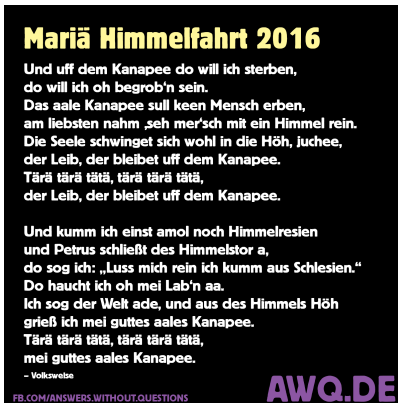 Mariä Himmelfahrt 2016
Und uff dem Kanapee do will ich sterben,
do will ich oh begrob‘n sein.
Das aale Kanapee sull keen Mensch erben,
am liebsten nahm ‚seh mer‘sch mit ein Himmel rein.
Die Seele schwinget sich wohl in die Höh, juchee,
der Leib, der bleibet uff dem Kanapee.
Tärä tärä tätä, tärä tärä tätä,
der Leib, der bleibet uff dem Kanapee.
Und kumm ich einst amol noch Himmelresien
und Petrus schließt des Himmelstor a,
do sog ich: „Luss mich rein ich kumm aus Schlesien.“
Do haucht ich oh mei Lab‘n aa.
Ich sog der Welt ade, und aus des Himmels Höh
grieß ich mei guttes aales Kanapee.
Tärä tärä tätä, tärä tärä tätä,
mei guttes aales Kanapee.
– Volksweise
FB.COM/ANSWERS.WITHOUT.QUESTIONS
AWQ.DE